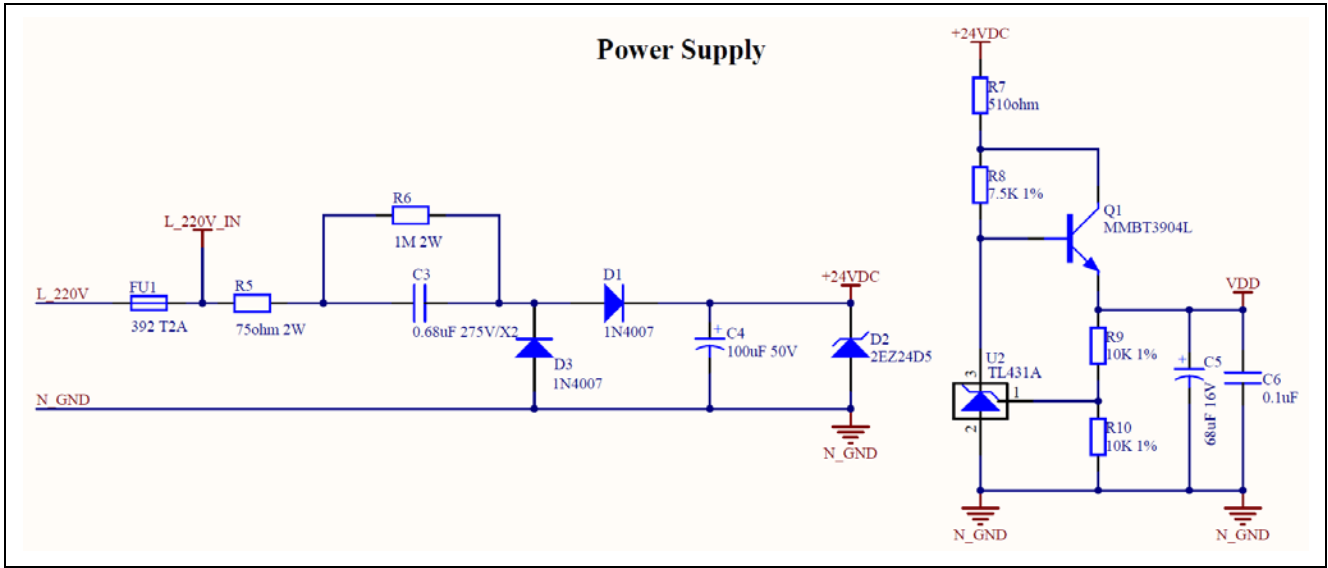 Power Supply
+24VDC
R7
510ohm
R8
7.5K 1%
Q1
MMBT3904L
R6
1M 2W
L_220V_IN
L_220V
FU1
392 T2A
R5
75ohm 2W
C3
0.68uF 275V/X2
D1
1N4007
D3
1N4007
C4
100uF 50V
+
+24VDC
D2
2EZ24D5
N_GND
N_GND
VDD
R9
10K 1%
U2
TL431A
3
1
2
R10
10K 1%
+
C5
68uF 16V
C6
0.1uF
N_GND
N_GND